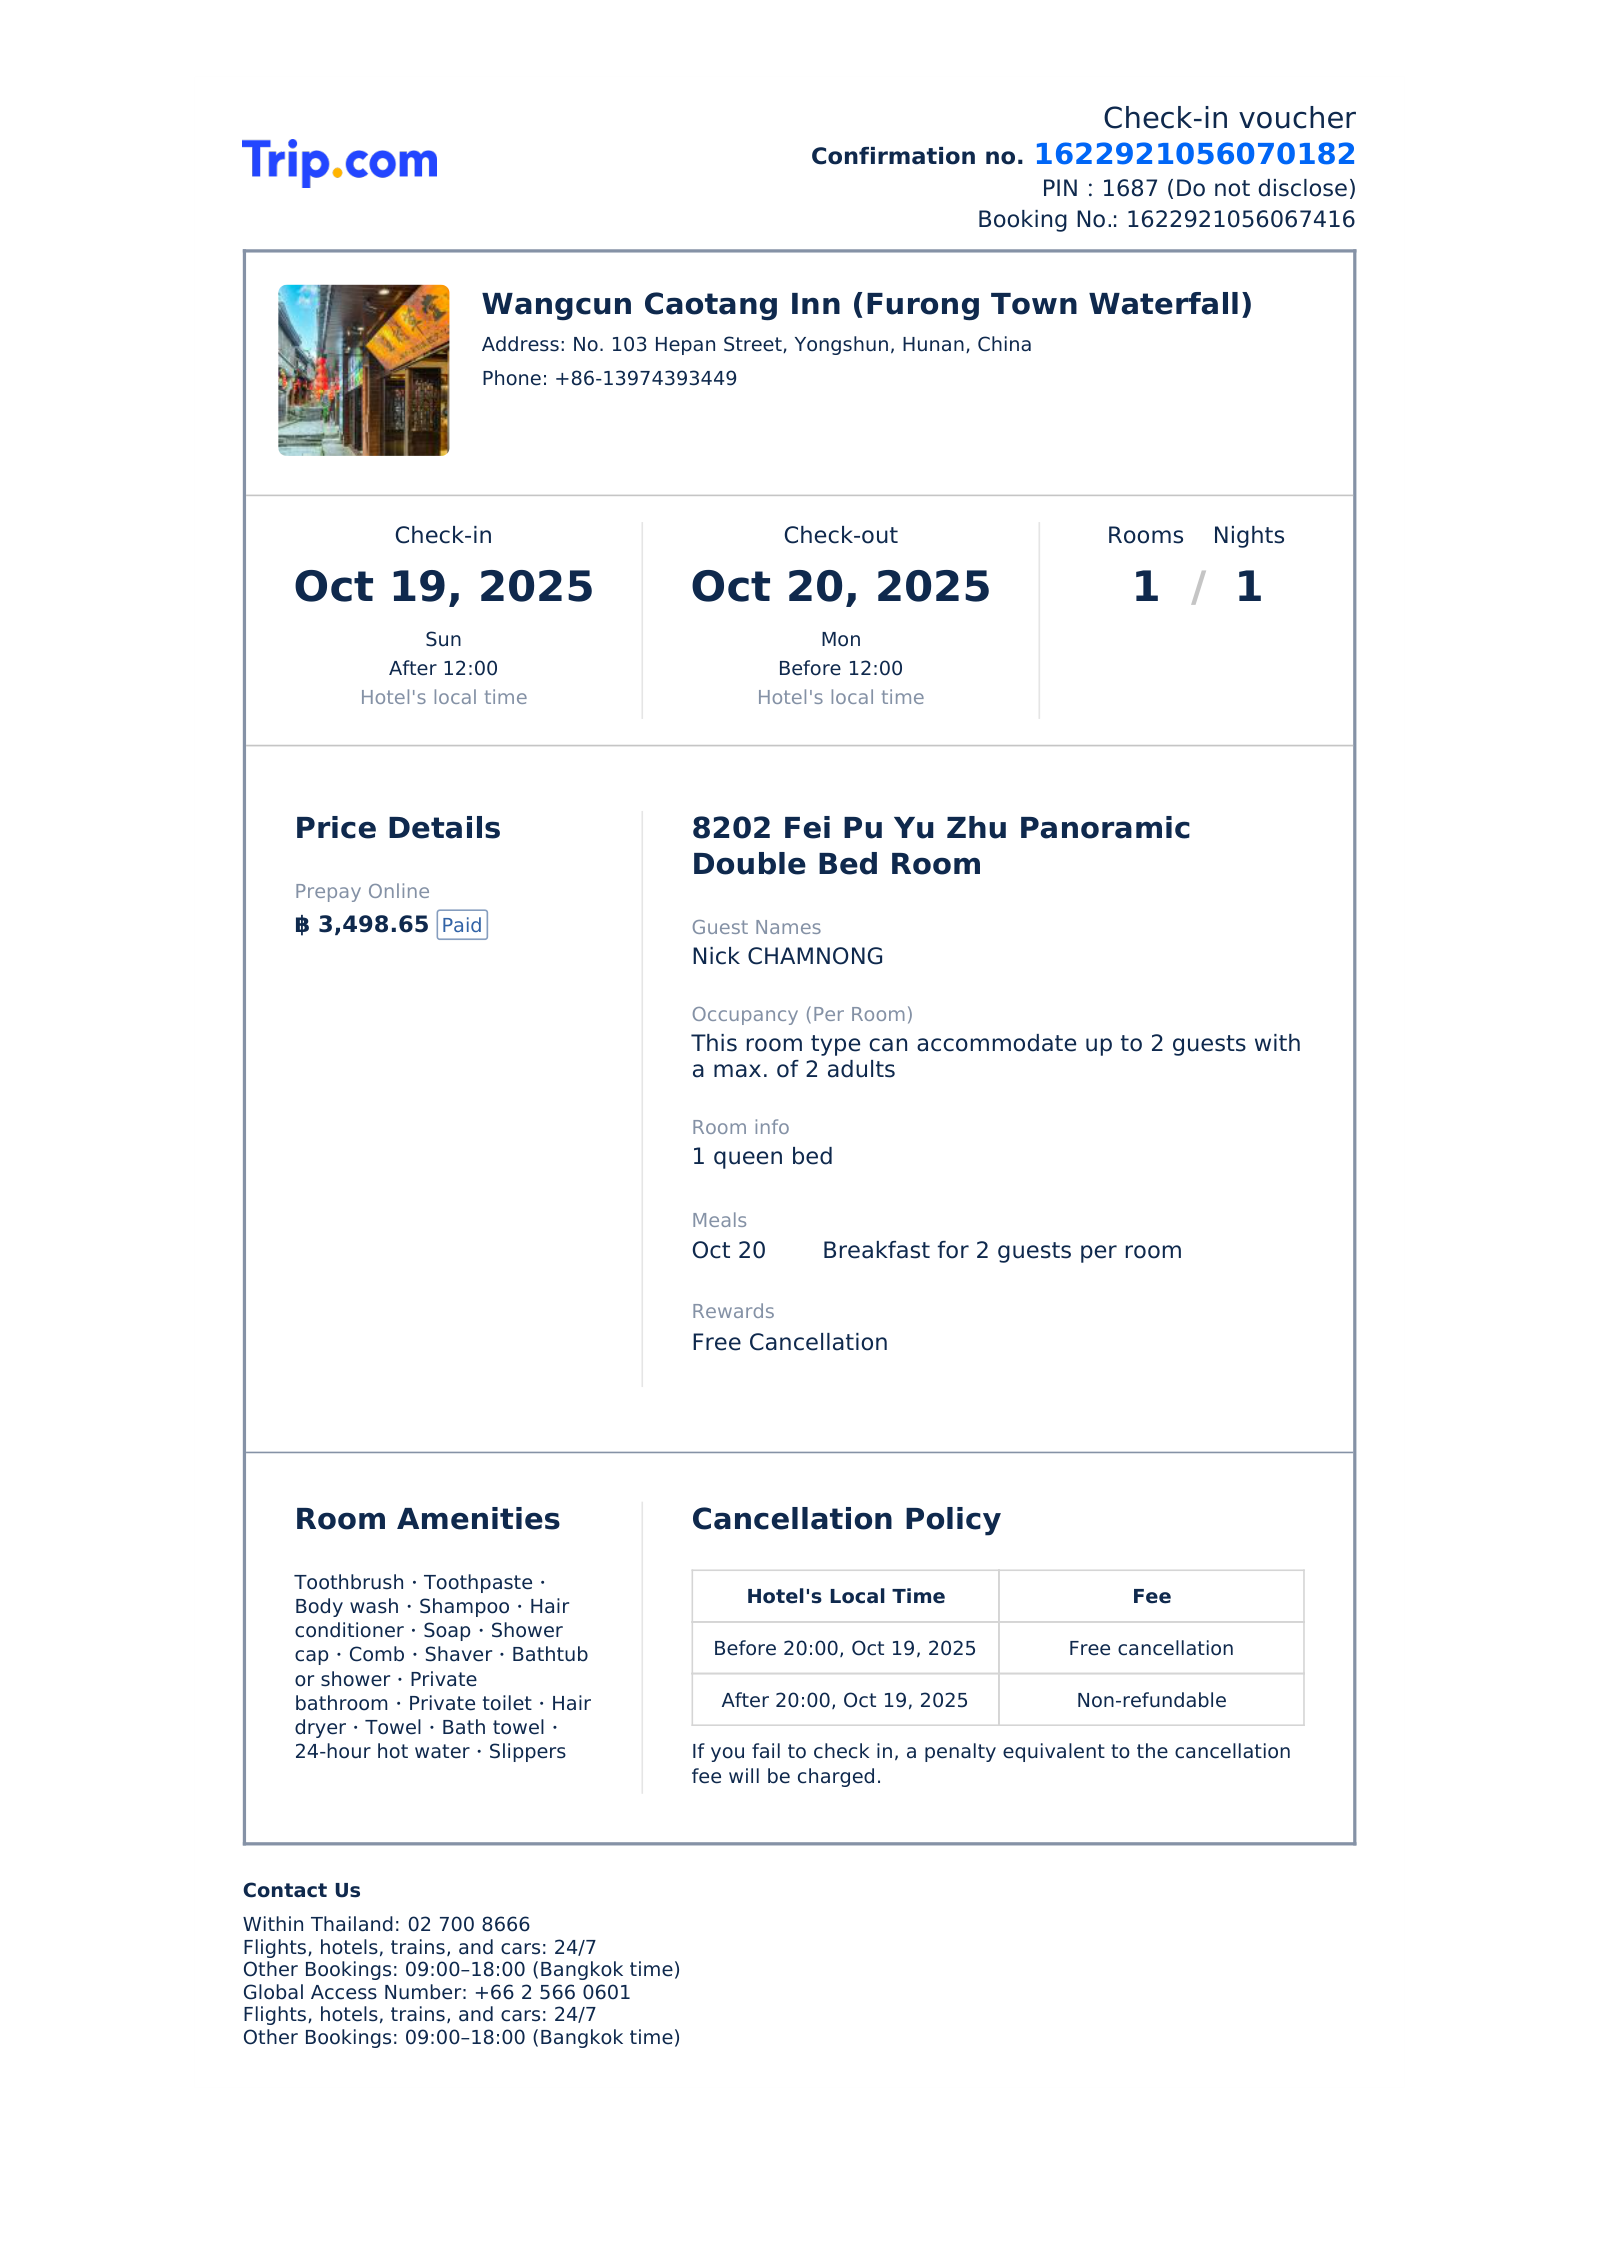 Trip.com
Check-in voucher
Confirmation no. 1622921056070182
PIN : 1687 (Do not disclose)
Booking No.: 1622921056067416
Wangcun Caotang Inn (Furong Town Waterfall)
Address: No. 103 Hepan Street, Yongshun, Hunan, China
Phone: +86-13974393449
Check-in
Oct 19, 2025
Sun
After 12:00
Hotel's local time
Check-out
Oct 20, 2025
Mon
Before 12:00
Hotel's local time
Rooms Nights
1 / 1
Price Details
Prepay Online
฿ 3,498.65 Paid
8202 Fei Pu Yu Zhu Panoramic
Double Bed Room
Guest Names
Nick CHAMNONG
Occupancy (Per Room)
This room type can accommodate up to 2 guests with
a max. of 2 adults
Room info
1 queen bed
Meals
Oct 20 Breakfast for 2 guests per room
Rewards
Free Cancellation
Room Amenities
Toothbrush · Toothpaste ·
Body wash · Shampoo · Hair
conditioner · Soap · Shower
cap · Comb · Shaver · Bathtub
or shower · Private
bathroom · Private toilet · Hair
dryer · Towel · Bath towel ·
24-hour hot water · Slippers
Cancellation Policy
Hotel's Local Time Fee
Before 20:00, Oct 19, 2025 Free cancellation
After 20:00, Oct 19, 2025 Non-refundable
If you fail to check in, a penalty equivalent to the cancellation
fee will be charged.
Contact Us
Within Thailand: 02 700 8666
Flights, hotels, trains, and cars: 24/7
Other Bookings: 09:00–18:00 (Bangkok time)
Global Access Number: +66 2 566 0601
Flights, hotels, trains, and cars: 24/7
Other Bookings: 09:00–18:00 (Bangkok time)